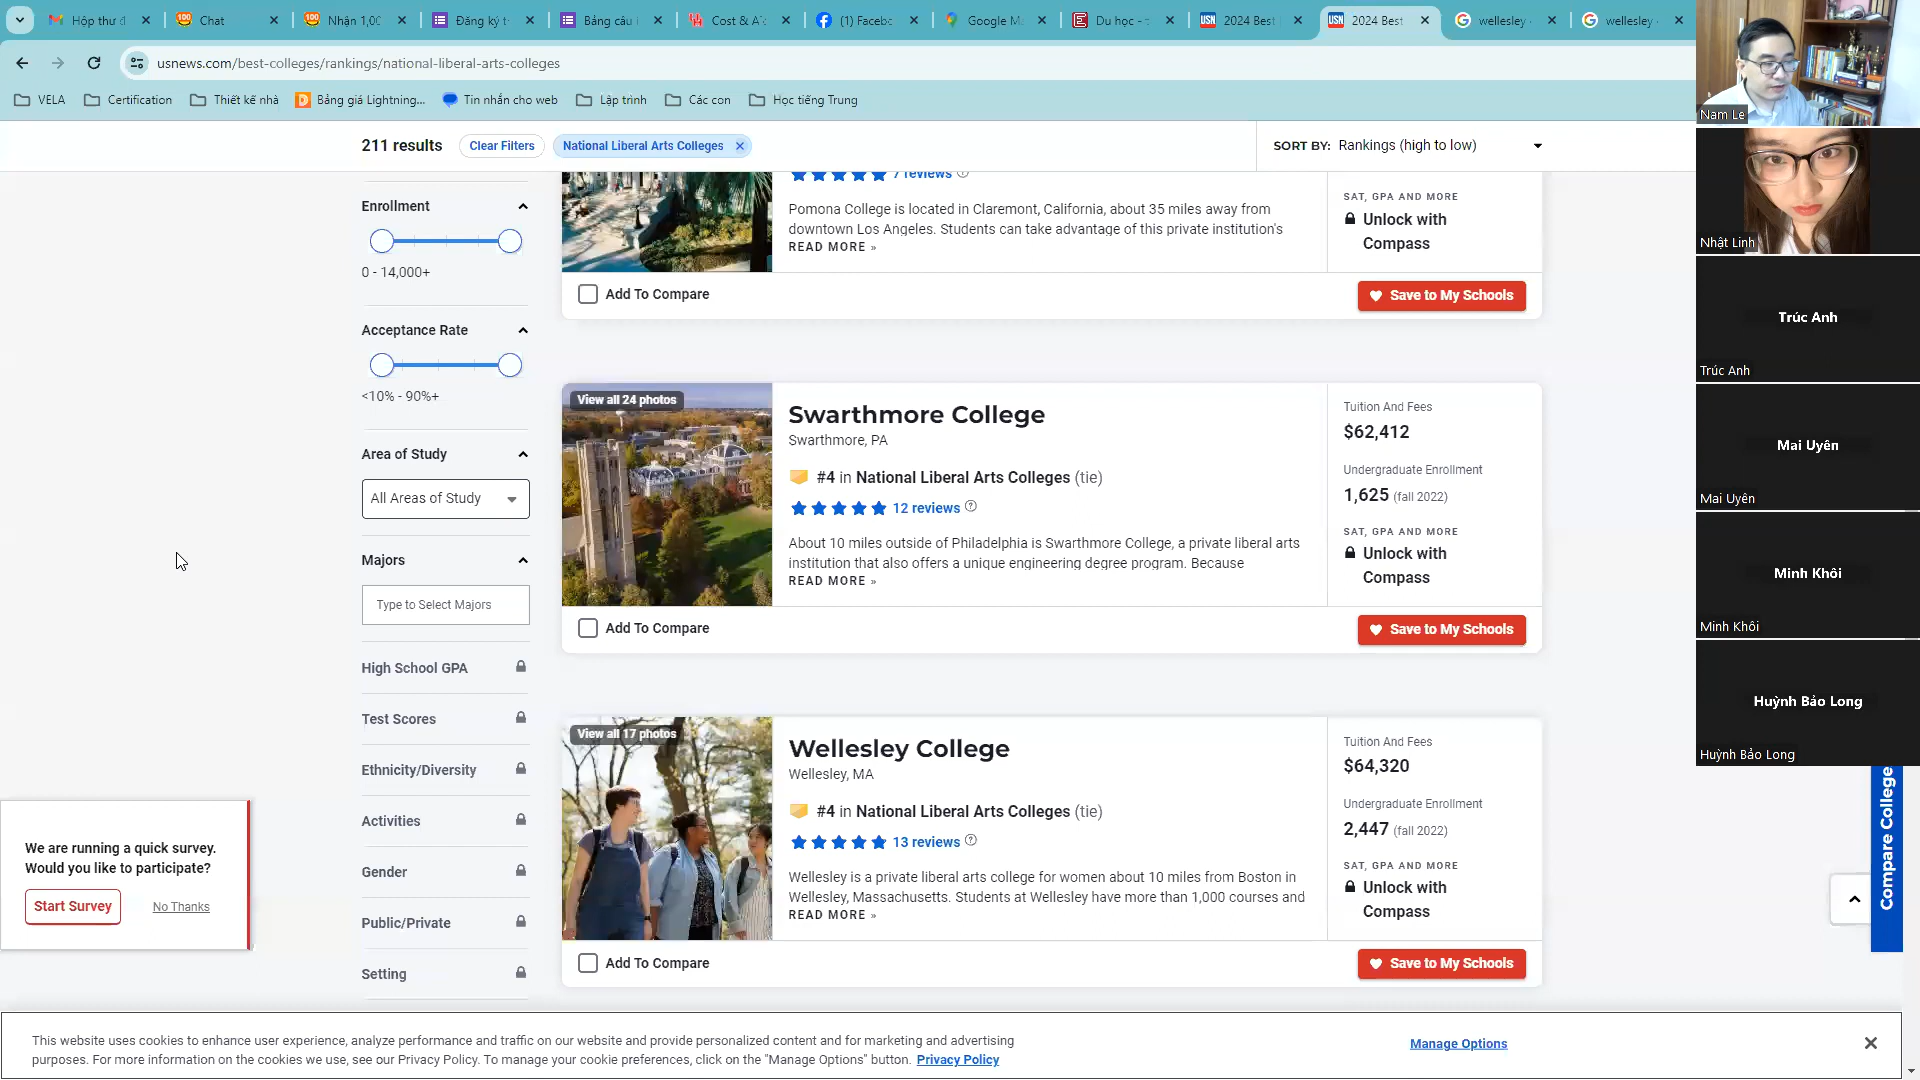 Hộp thư đ
Chat
Nhận 1,00
Đăng ký t
Bảng câu
Cost & A
(1) Facebo
Google M
Du học -
2024 Best
2024 Best
wellesley
wellesley
usnews.com/best-colleges/rankings/national-liberal-arts-colleges
VELA
Certification
Thiết kế nhà
Bảng giá Lightning...
Tin nhắn cho web
Lập trình
Các con
Học tiếng Trung
211 results
Clear Filters
National Liberal Arts Colleges
SORT BY: Rankings (high to low)
Enrollment
0 - 14,000+
Acceptance Rate
<10% - 90%+
Area of Study
All Areas of Study
Majors
Type to Select Majors
High School GPA
Test Scores
Ethnicity/Diversity
Activities
Gender
Public/Private
Setting
7 reviews
Pomona College is located in Claremont, California, about 35 miles away from
downtown Los Angeles. Students can take advantage of this private institution's
READ MORE »
SAT, GPA AND MORE
Unlock with
Compass
Add To Compare
Save to My Schools
View all 24 photos
Swarthmore College
Swarthmore, PA
#4 in National Liberal Arts Colleges (tie)
12 reviews
About 10 miles outside of Philadelphia is Swarthmore College, a private liberal arts
institution that also offers a unique engineering degree program. Because
READ MORE »
Tuition And Fees
$62,412
Undergraduate Enrollment
1,625 (fall 2022)
SAT, GPA AND MORE
Unlock with
Compass
Add To Compare
Save to My Schools
View all 17 photos
Wellesley College
Wellesley, MA
#4 in National Liberal Arts Colleges (tie)
13 reviews
Wellesley is a private liberal arts college for women about 10 miles from Boston in
Wellesley, Massachusetts. Students at Wellesley have more than 1,000 courses and
READ MORE »
Tuition And Fees
$64,320
Undergraduate Enrollment
2,447 (fall 2022)
SAT, GPA AND MORE
Unlock with
Compass
Add To Compare
Save to My Schools
We are running a quick survey.
Would you like to participate?
Start Survey
No Thanks
This website uses cookies to enhance user experience, analyze performance and traffic on our website and provide personalized content and for marketing and advertising
purposes. For more information on the cookies we use, see our Privacy Policy. To manage your cookie preferences, click on the "Manage Options" button. Privacy Policy
Manage Options
Compare College
Nam Le
Nhật Linh
Trúc Anh
Trúc Anh
Mai Uyên
Mai Uyên
Minh Khôi
Minh Khôi
Huỳnh Bảo Long
Huỳnh Bảo Long